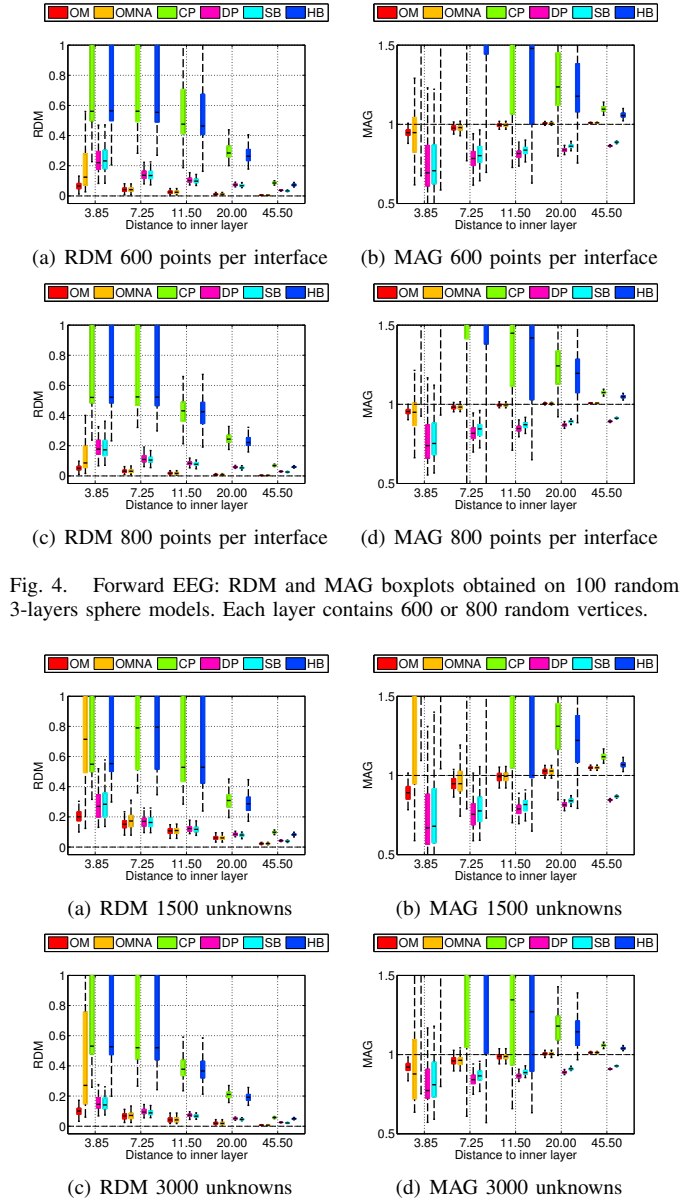 OM OMNA CP DP SB HB
OM OMNA CP DP SB HB
1
0.8
0.6
0.4
0.2
0
RDM
3.85 7.25 11.50 20.00 45.50
Distance to inner layer
1.5
1
0.5
MAG
3.85 7.25 11.50 20.00 45.50
Distance to inner layer
(a) RDM 600 points per interface
(b) MAG 600 points per interface
OM OMNA CP DP SB HB
OM OMNA CP DP SB HB
1
0.8
0.6
0.4
0.2
0
RDM
3.85 7.25 11.50 20.00 45.50
Distance to inner layer
1.5
1
0.5
MAG
3.85 7.25 11.50 20.00 45.50
Distance to inner layer
(c) RDM 800 points per interface
(d) MAG 800 points per interface
Fig. 4. Forward EEG: RDM and MAG boxplots obtained on 100 random
3-layers sphere models. Each layer contains 600 or 800 random vertices.
OM OMNA CP DP SB HB
OM OMNA CP DP SB HB
1
0.8
0.6
0.4
0.2
0
RDM
3.85 7.25 11.50 20.00 45.50
Distance to inner layer
1.5
1
0.5
MAG
3.85 7.25 11.50 20.00 45.50
Distance to inner layer
(a) RDM 1500 unknowns
(b) MAG 1500 unknowns
OM OMNA CP DP SB HB
OM OMNA CP DP SB HB
1
0.8
0.6
0.4
0.2
0
RDM
3.85 7.25 11.50 20.00 45.50
Distance to inner layer
1.5
1
0.5
MAG
3.85 7.25 11.50 20.00 45.50
Distance to inner layer
(c) RDM 3000 unknowns
(d) MAG 3000 unknowns